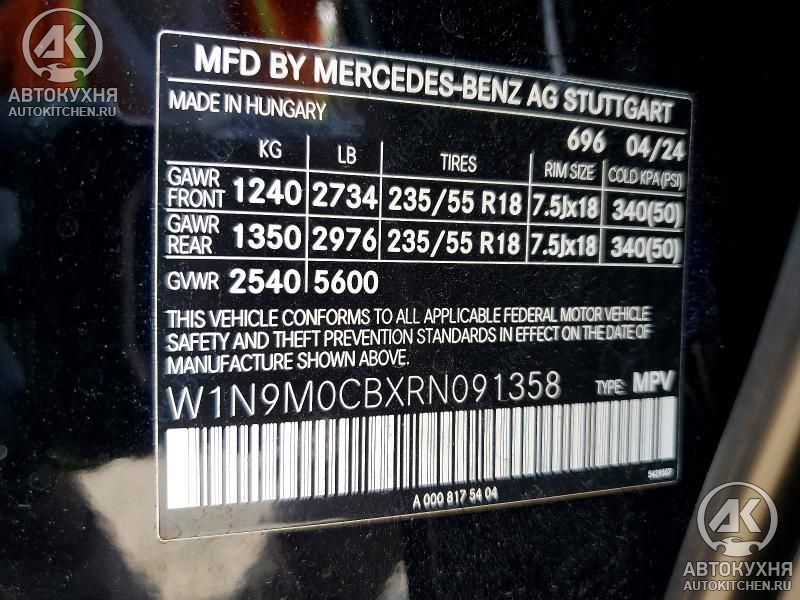 AK
АВТОКУХНЯ
AUTOKITCHEN.RU
MFD BY MERCEDES-BENZ AG STUTTGART
MADE IN HUNGARY
696 04/24
KG LB TIRES RIM SIZE COLD KPA(PSI)
GAWR FRONT 1240 2734 235/55 R18 7.5Jx18 340(50)
GAWR REAR 1350 2976 235/55 R18 7.5Jx18 340(50)
GVWR 2540 5600
THIS VEHICLE CONFORMS TO ALL APPLICABLE FEDERAL MOTOR VEHICLE
SAFETY AND THEFT PREVENTION STANDARDS IN EFFECT ON THE DATE OF
MANUFACTURE SHOWN ABOVE.
W1N9M0CBXRN091358 TYPE: MPV
A 000 817 54 04
AK
АВТОКУХНЯ
AUTOKITCHEN.RU